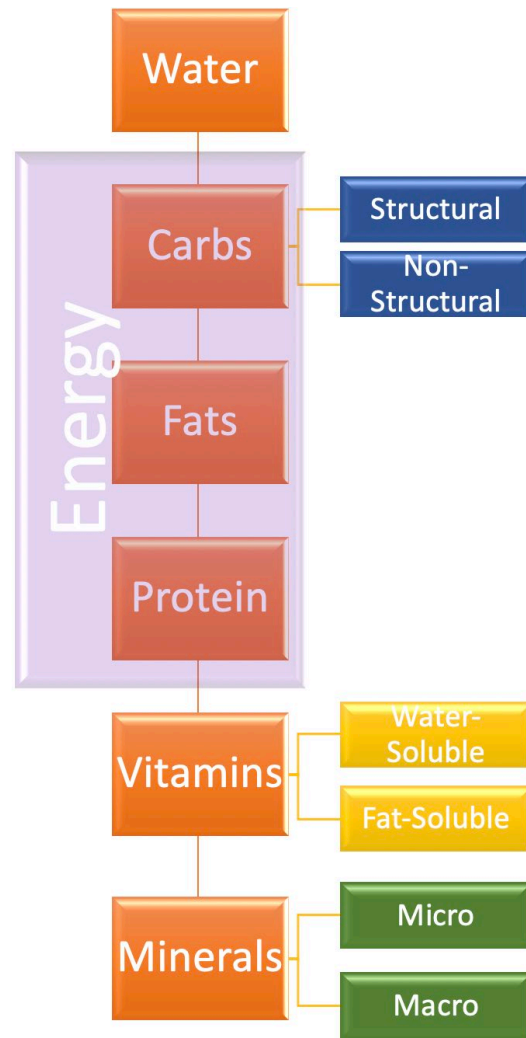 Water
Energy
Carbs
Structural
Non-
Structural
Fats
Protein
Vitamins
Water-
Soluble
Fat-Soluble
Minerals
Micro
Macro